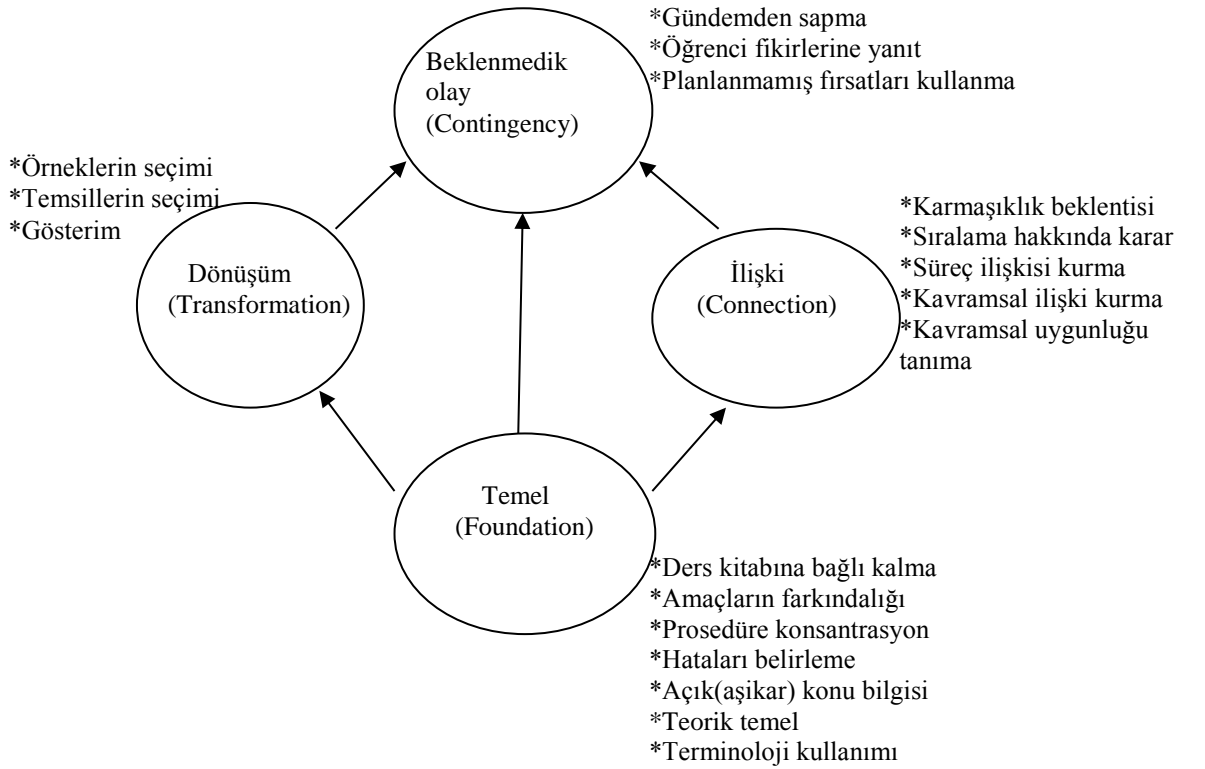 *Gündemden sapma
*Öğrenci fikirlerine yanıt
*Planlanmamış fırsatları kullanma
Beklenmedik
olay
(Contingency)
*Örneklerin seçimi
*Temsillerin seçimi
*Gösterim
Dönüşüm
(Transformation)
İlişki
(Connection)
*Karmaşıklık beklentisi
*Sıralama hakkında karar
*Süreç ilişkisi kurma
*Kavramsal ilişki kurma
*Kavramsal uygunluğu
tanıma
Temel
(Foundation)
*Ders kitabına bağlı kalma
*Amaçların farkındalığı
*Prosedüre konsantrasyon
*Hataları belirleme
*Açık(aşikar) konu bilgisi
*Teorik temel
*Terminoloji kullanımı